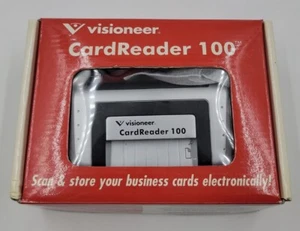 visioneer®
CardReader 100
visioneer
CardReader 100
Scan & store your business cards electronically!